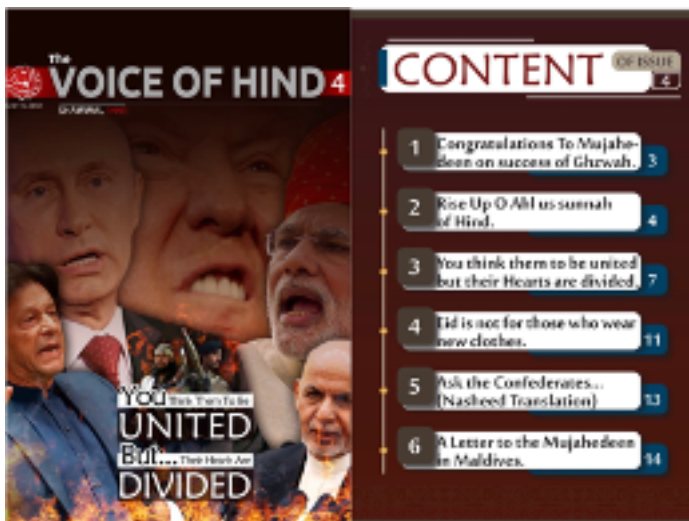 The
VOICE OF HIND 4
You Think Them To Be
UNITED
But... Their Hearts Are
DIVIDED
CONTENT
OF ISSUE
4
1
Congratulations To Mujahe-
deen on success of Ghzwah.
3
2
Rise Up O Ahl us sunnah
of Hind.
4
3
You think them to be united
but their Hearts are divided,
7
4
Eid is not for those who wear
new clothes.
11
5
Ask the Confederates...
(Nasheed Translation)
13
6
A Letter to the Mujahedeen
in Maldives.
14